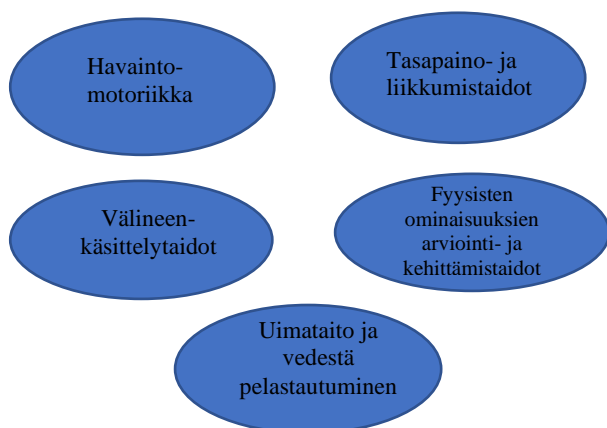 Havainto-
motoriikka
Tasapaino- ja
liikkumistaidot
Välineen-
käsittelytaidot
Fyysisten
ominaisuuksien
arviointi- ja
kehittämistaidot
Uimataito ja
vedestä
pelastautuminen